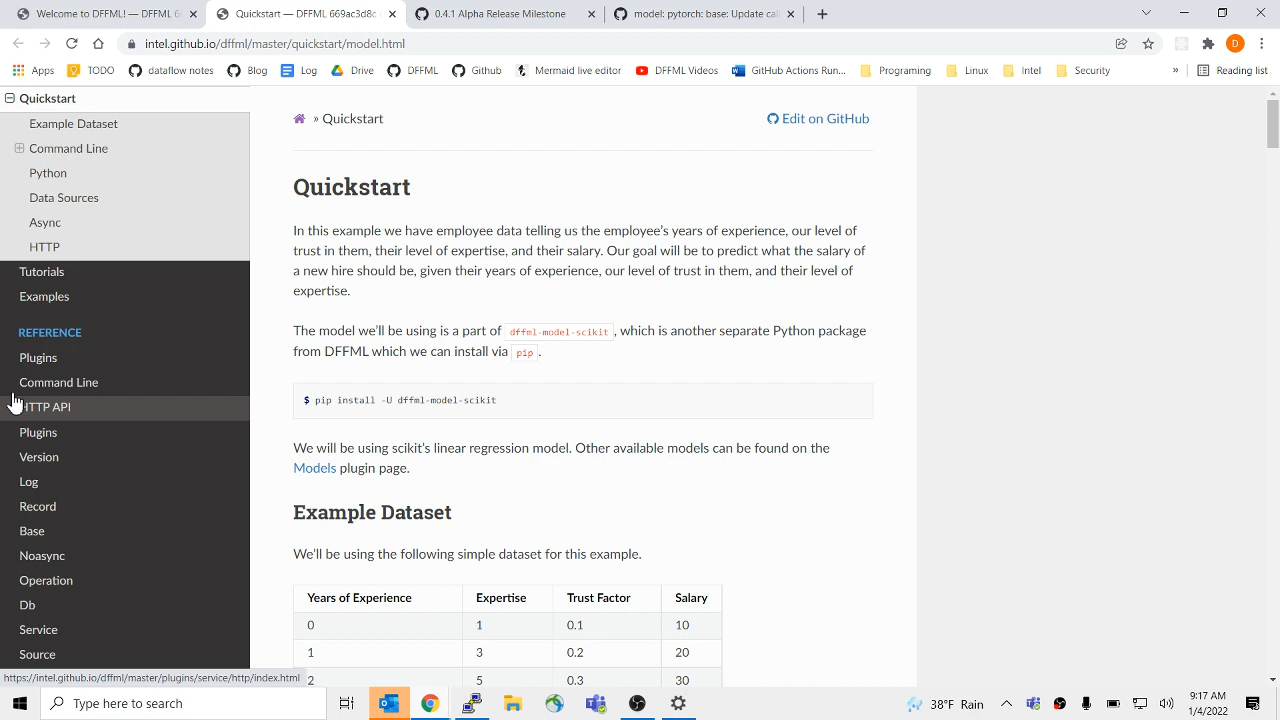 Welcome to DFFML! — DFFML 6
Quickstart — DFFML 669ac3d8c
0.4.1 Alpha Release Milestone
model: pytorch: base: Update cal
intel.github.io/dffml/master/quickstart/model.html
D
Apps
TODO
dataflow notes
Blog
Log
Drive
DFFML
Github
Mermaid live editor
DFFML Videos
GitHub Actions Run...
Programing
Linux
Intel
Security
»
Reading list
Quickstart
Example Dataset
Command Line
Python
Data Sources
Async
HTTP
Tutorials
Examples
REFERENCE
Plugins
Command Line
HTTP API
Plugins
Version
Log
Record
Base
Noasync
Operation
Db
Service
Source
https://intel.github.io/dffml/master/plugins/service/http/index.html
» Quickstart
Edit on GitHub
Quickstart
In this example we have employee data telling us the employee's years of experience, our level of
trust in them, their level of expertise, and their salary. Our goal will be to predict what the salary of
a new hire should be, given their years of experience, our level of trust in them, and their level of
expertise.
The model we'll be using is a part of dffml-model-scikit , which is another separate Python package
from DFFML which we can install via pip .
$ pip install -U dffml-model-scikit
We will be using scikit's linear regression model. Other available models can be found on the
Models plugin page.
Example Dataset
We'll be using the following simple dataset for this example.
Years of Experience Expertise Trust Factor Salary
0 1 0.1 10
1 3 0.2 20
2 5 0.3 30
Type here to search
38°F Rain
9:17 AM
1/4/2022